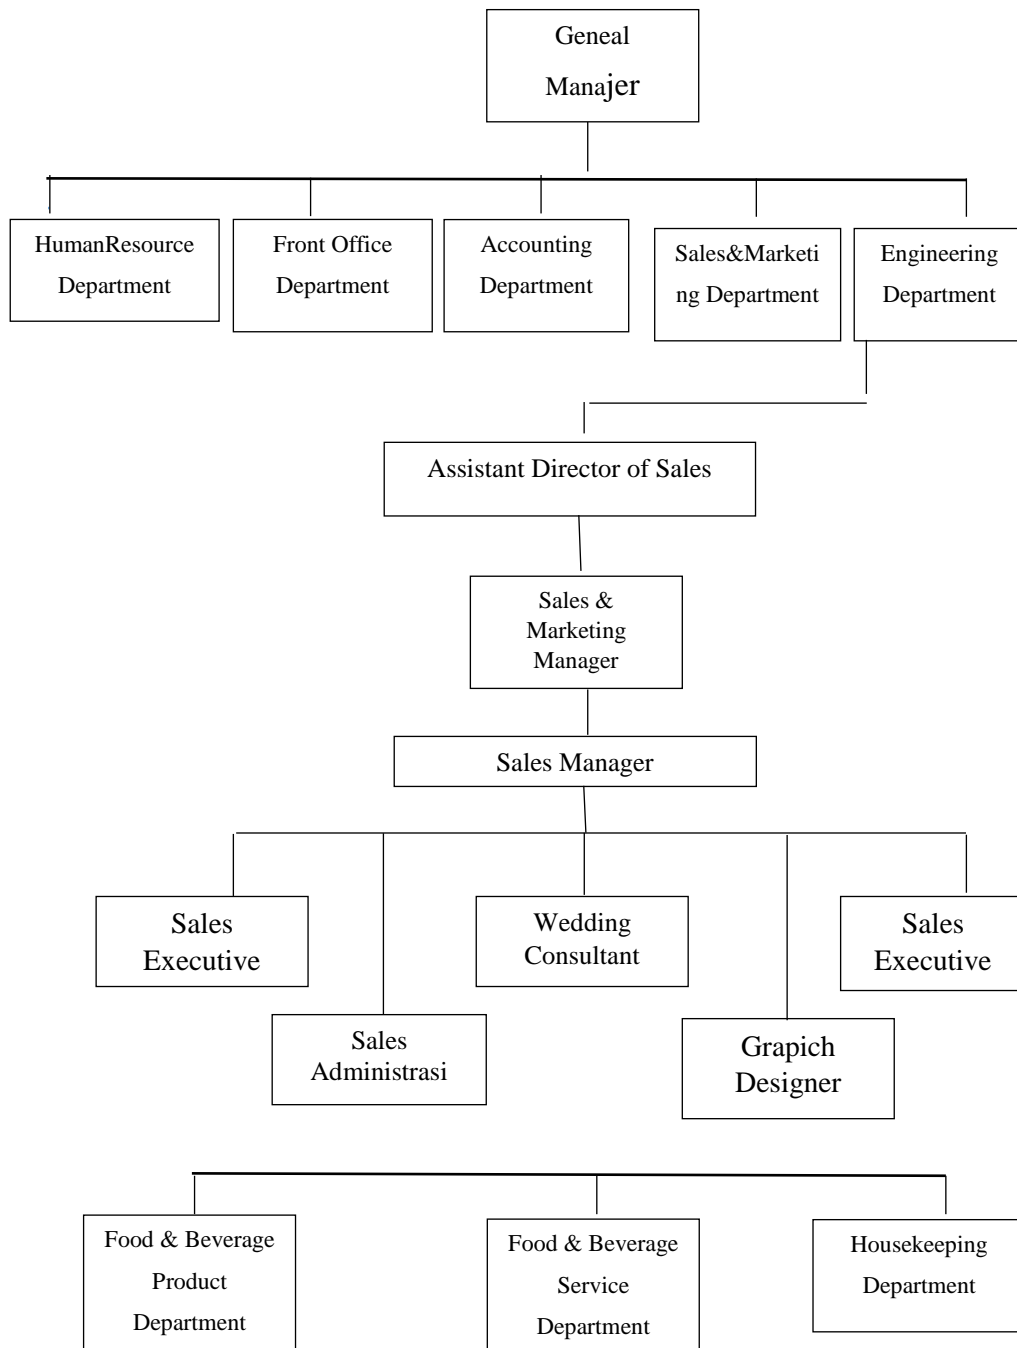 Geneal
Manajer
HumanResource
Department
Front Office
Department
Accounting
Department
Sales&Marketi
ng Department
Engineering
Department
Assistant Director of Sales
Sales &
Marketing
Manager
Sales Manager
Sales
Executive
Wedding
Consultant
Sales
Executive
Sales
Administrasi
Grapich
Designer
Food & Beverage
Product
Department
Food & Beverage
Service
Department
Housekeeping
Department